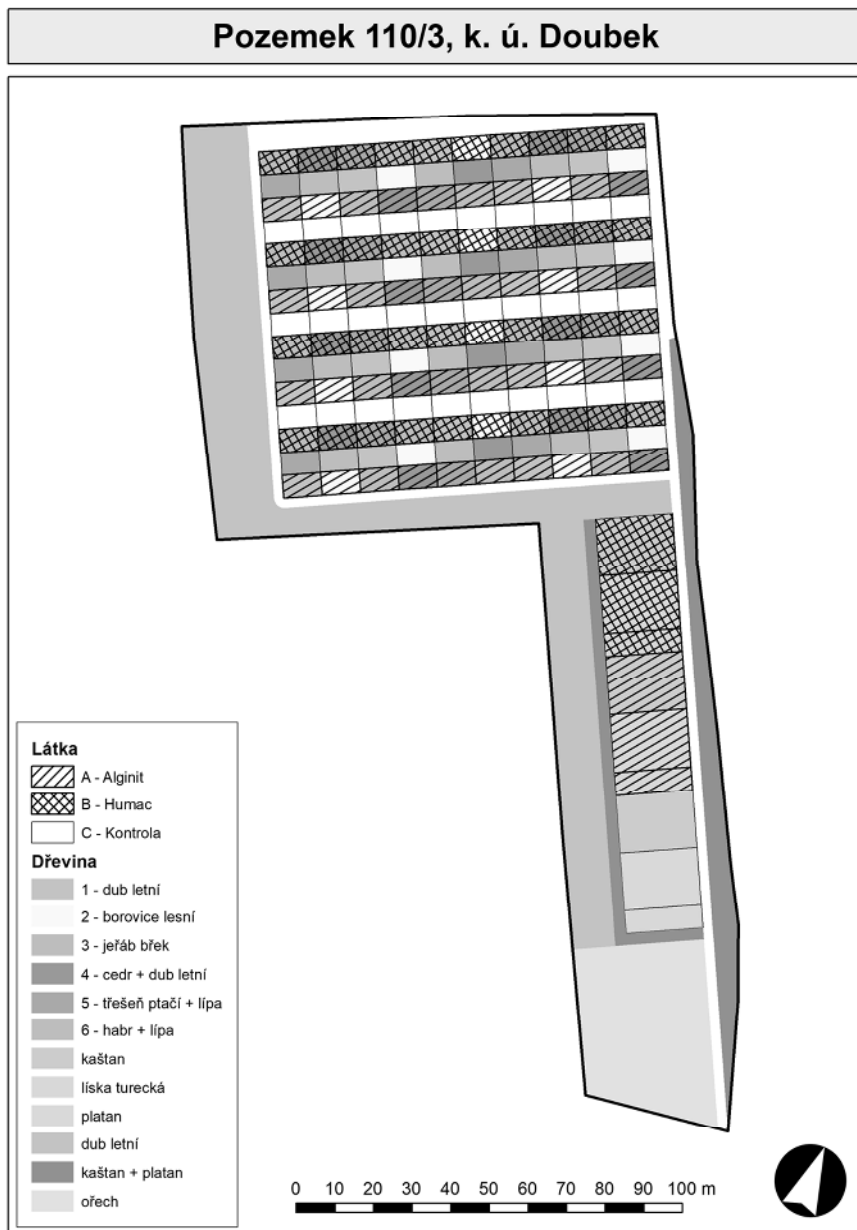 Pozemek 110/3, k. ú. Doubek
Látka
A - Alginit
B - Humac
C - Kontrola
Dřevina
1 - dub letní
2 - borovice lesní
3 - jeřáb břek
4 - cedr + dub letní
5 - třešeň ptačí + lípa
6 - habr + lípa
kaštan
líska turecká
platan
dub letní
kaštan + platan
ořech
0 10 20 30 40 50 60 70 80 90 100 m